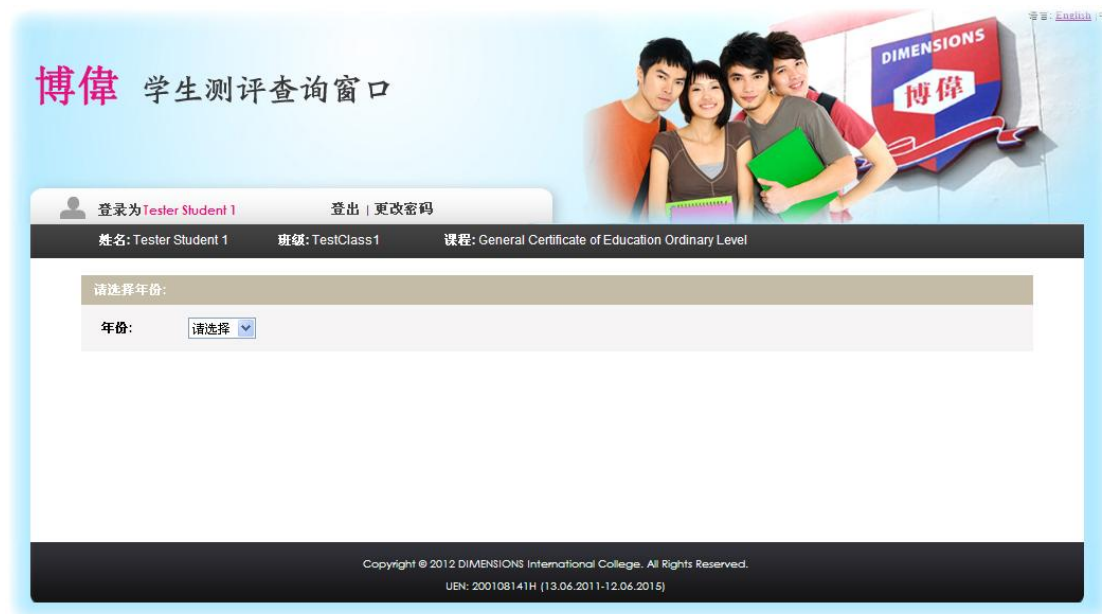 语言: English |
DIMENSIONS
博偉
博偉 学生测评查询窗口
登录为Tester Student 1 登出 | 更改密码
姓名: Tester Student 1 班级: TestClass1 课程: General Certificate of Education Ordinary Level
请选择年份:
年份: 请选择
Copyright © 2012 DIMENSIONS International College. All Rights Reserved.
UEN: 200108141H (13.06.2011-12.06.2015)